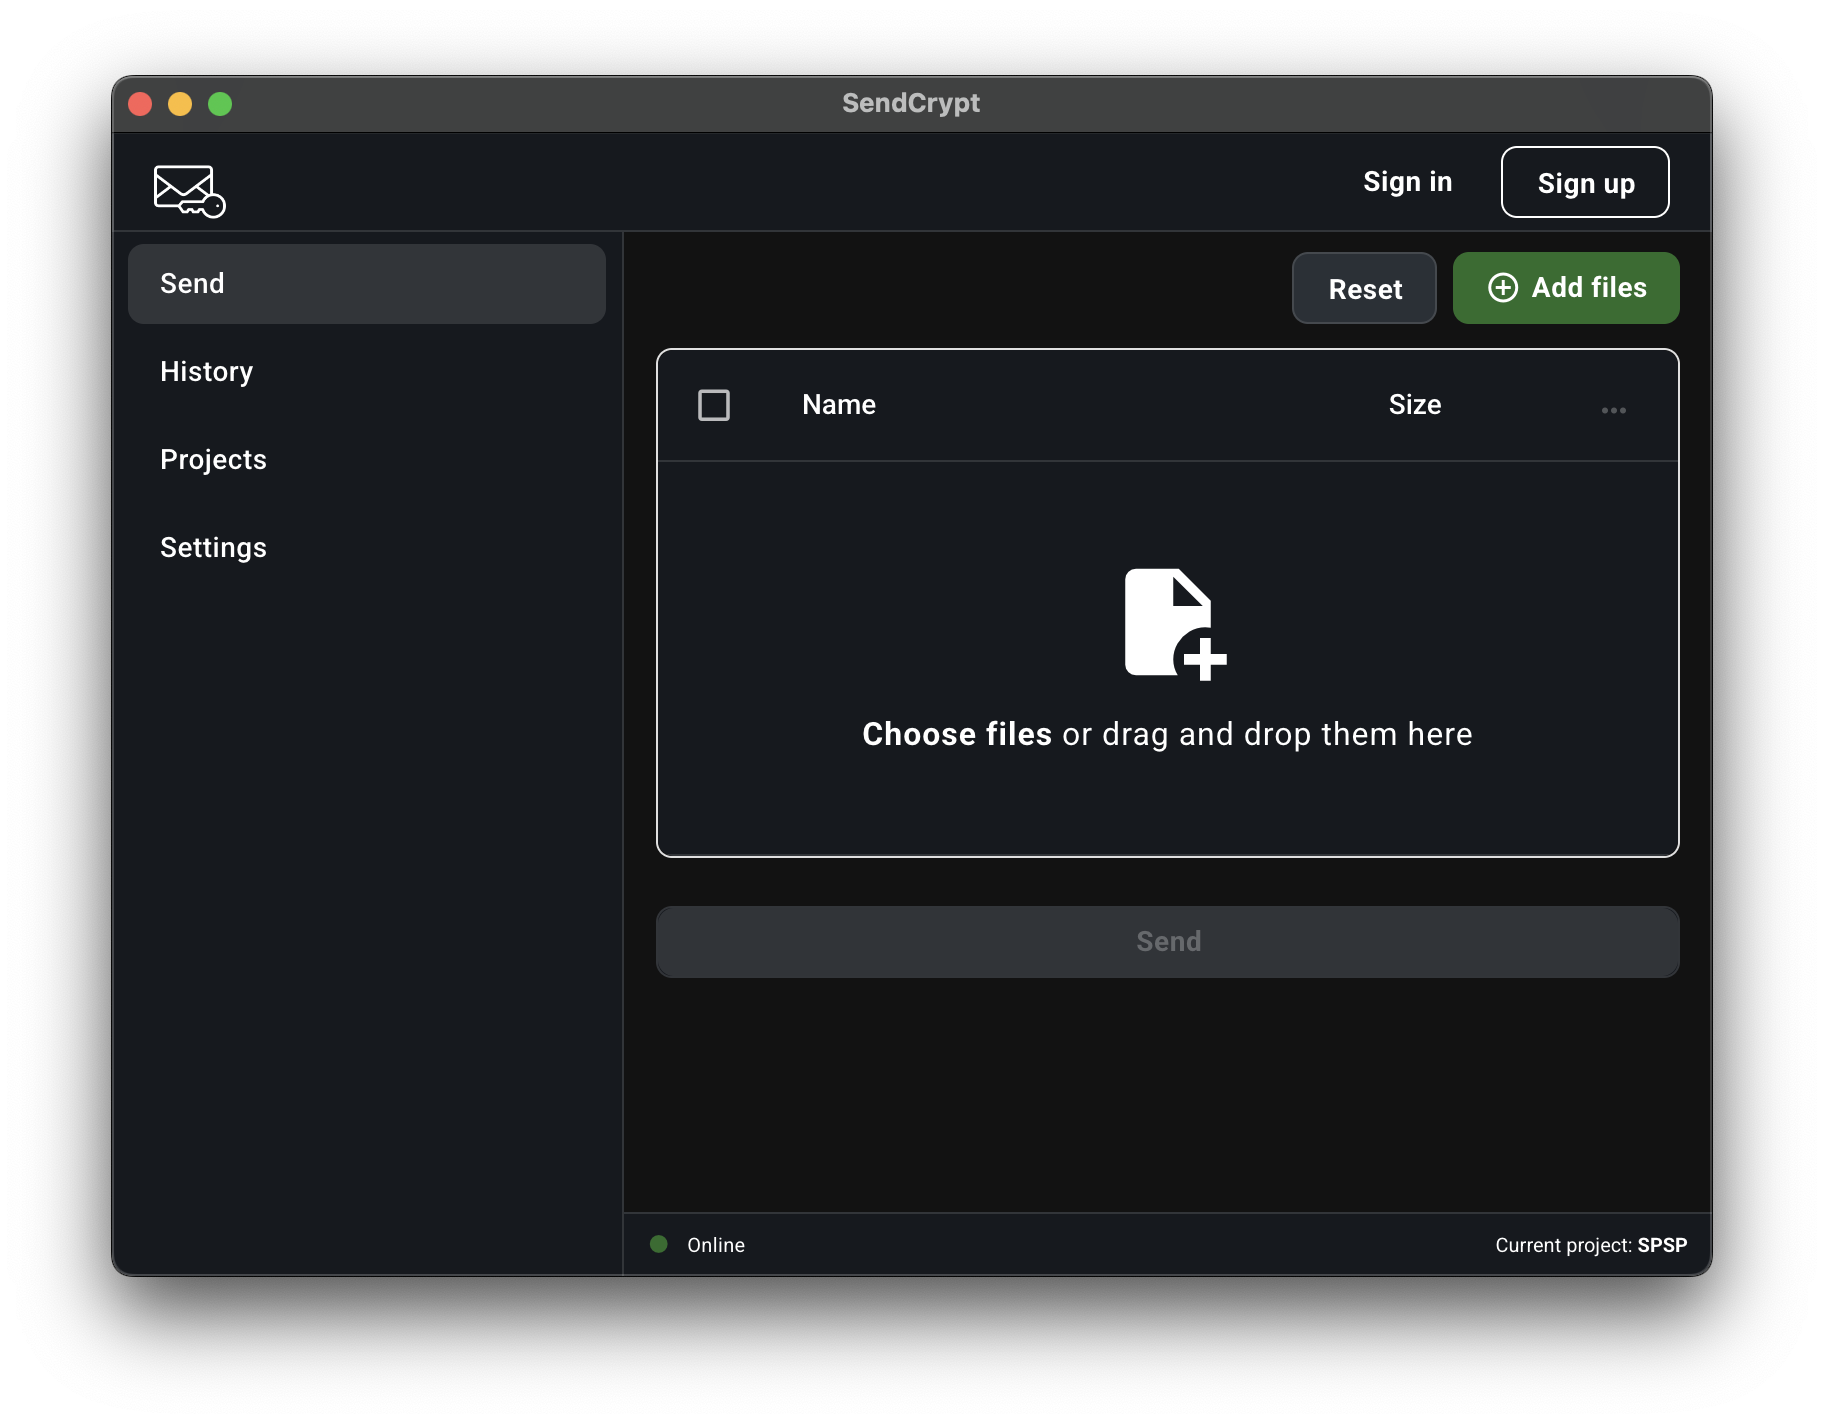 SendCrypt
Sign in
Sign up
Send
History
Projects
Settings
Reset
Add files
Name
Size
...
Choose files or drag and drop them here
Send
Online
Current project: SPSP